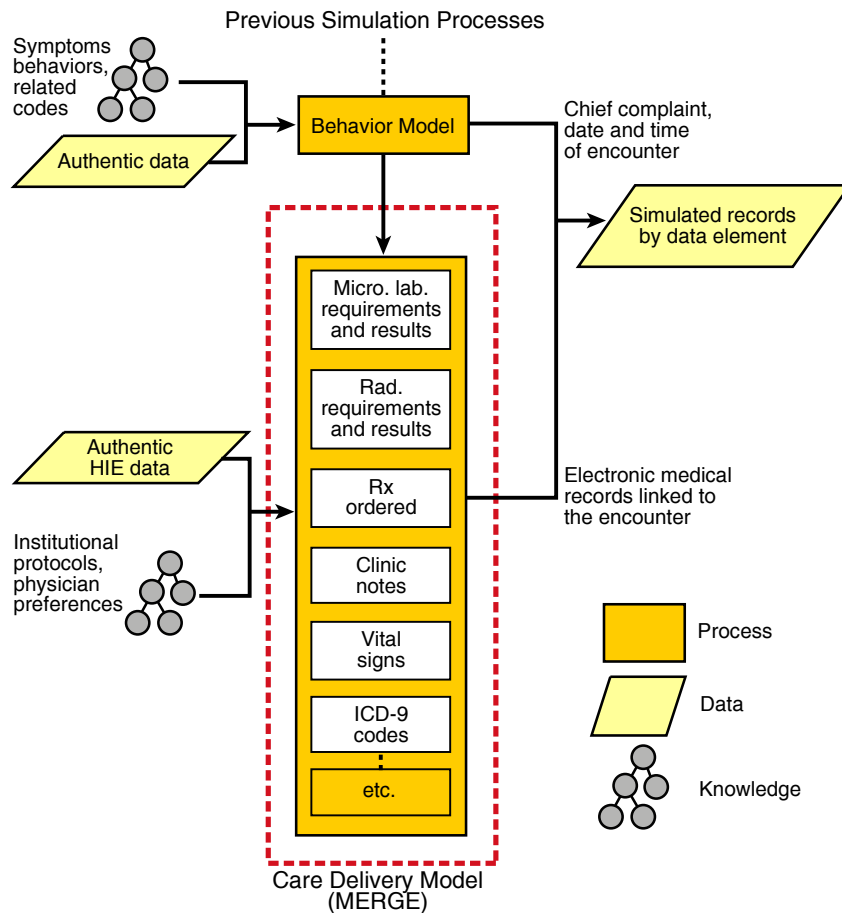 Previous Simulation Processes
Symptoms
behaviors,
related
codes
Authentic data
Behavior Model
Chief complaint,
date and time
of encounter
Simulated records
by data element
Micro. lab.
requirements
and results
Rad.
requirements
and results
Authentic
HIE data
Rx
ordered
Electronic medical
records linked to
the encounter
Institutional
protocols,
physician
preferences
Clinic
notes
Vital
signs
ICD-9
codes
etc.
Process
Data
Knowledge
Care Delivery Model
(MERGE)